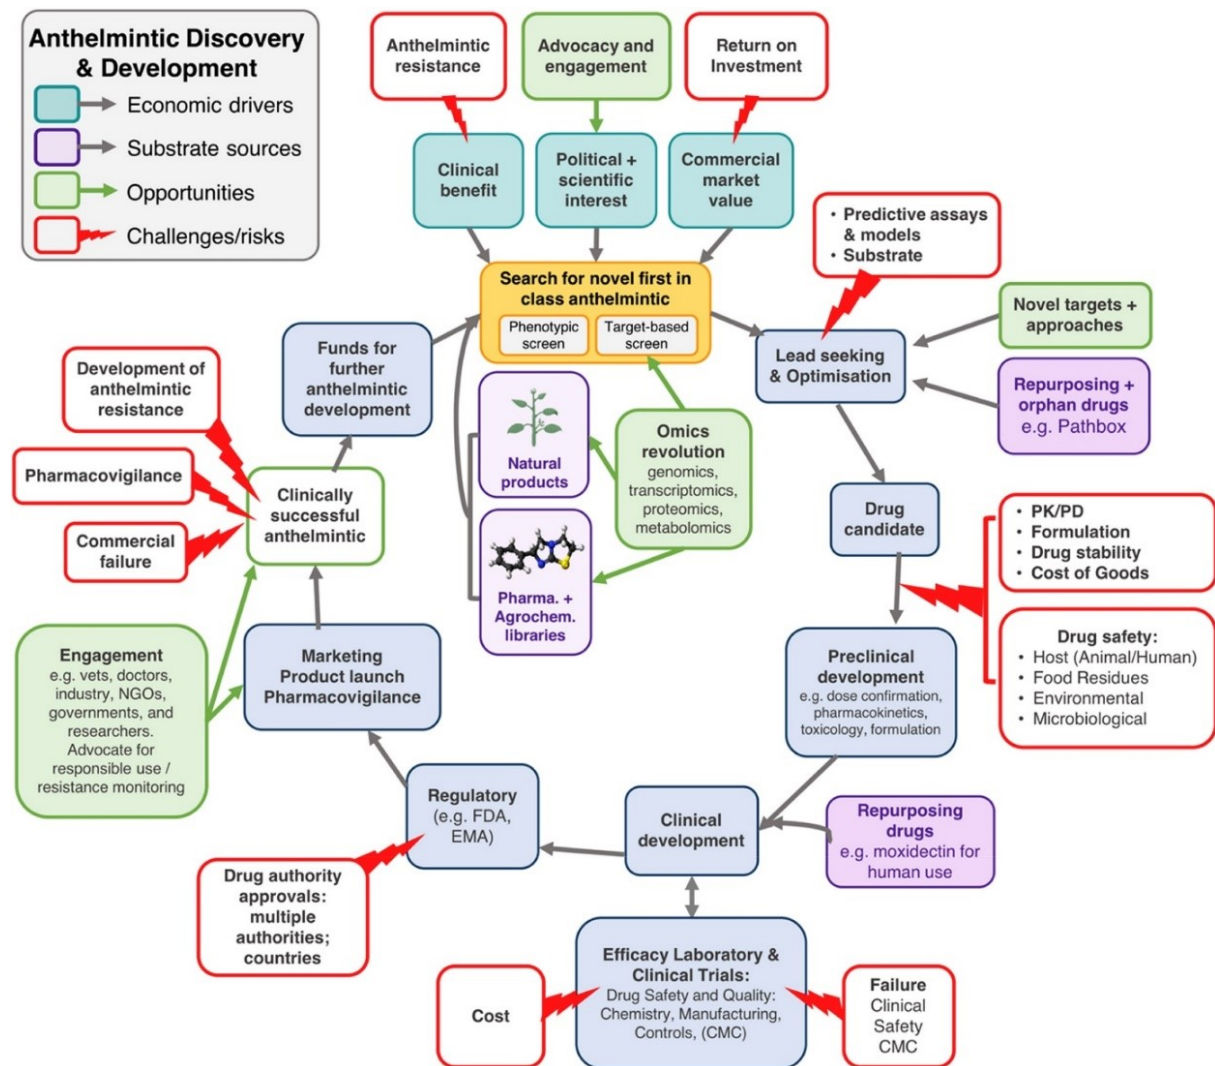 Anthelmintic Discovery
& Development
Economic drivers
Substrate sources
Opportunities
Challenges/risks
Anthelmintic
resistance
Advocacy and
engagement
Return on
Investment
Clinical
benefit
Political +
scientific
interest
Commercial
market
value
• Predictive assays
& models
• Substrate
Search for novel first in
class anthelmintic
Phenotypic
screen
Target-based
screen
Novel targets +
approaches
Lead seeking
& Optimisation
Repurposing +
orphan drugs
e.g. Pathbox
Funds for
further
anthelmintic
development
Development of
anthelmintic
resistance
Pharmacovigilance
Commercial
failure
Clinically
successful
anthelmintic
Natural
products
Omics
revolution
genomics,
transcriptomics,
proteomics,
metabolomics
Pharma. +
Agrochem.
libraries
Drug
candidate
• PK/PD
• Formulation
• Drug stability
• Cost of Goods
Drug safety:
• Host (Animal/Human)
• Food Residues
• Environmental
• Microbiological
Engagement
e.g. vets, doctors,
industry, NGOs,
governments, and
researchers.
Advocate for
responsible use /
resistance monitoring
Marketing
Product launch
Pharmacovigilance
Preclinical
development
e.g. dose confirmation,
pharmacokinetics,
toxicology, formulation
Regulatory
(e.g. FDA,
EMA)
Clinical
development
Repurposing
drugs
e.g. moxidectin for
human use
Drug authority
approvals:
multiple
authorities;
countries
Cost
Efficacy Laboratory &
Clinical Trials:
Drug Safety and Quality:
Chemistry, Manufacturing,
Controls, (CMC)
Failure
Clinical
Safety
CMC